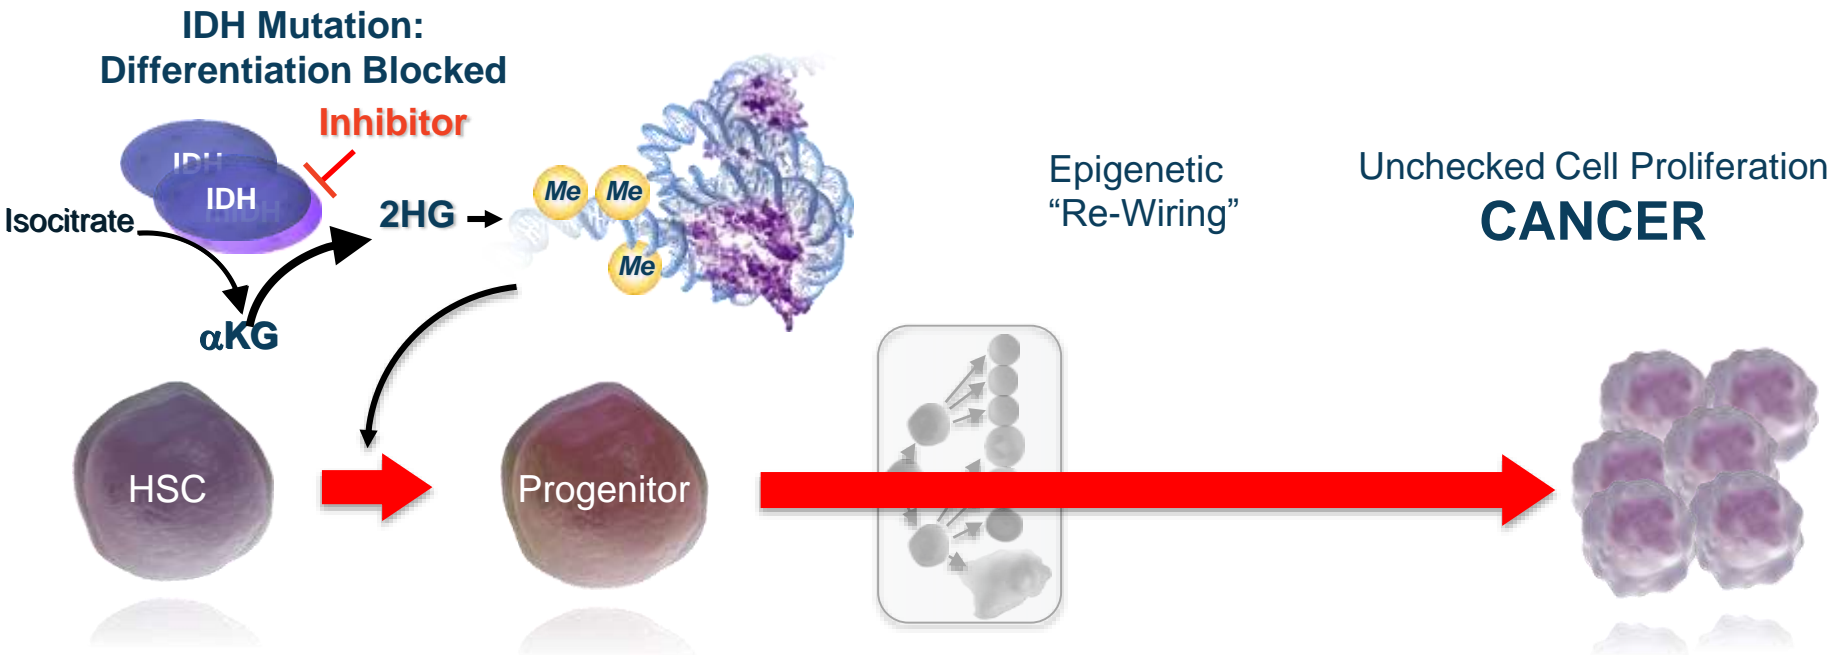 IDH Mutation:
Differentiation Blocked
Inhibitor
IDH
IDH
Isocitrate
2HG
αKG
Me
Me
Me
Epigenetic
“Re-Wiring”
Unchecked Cell Proliferation
CANCER
HSC
Progenitor